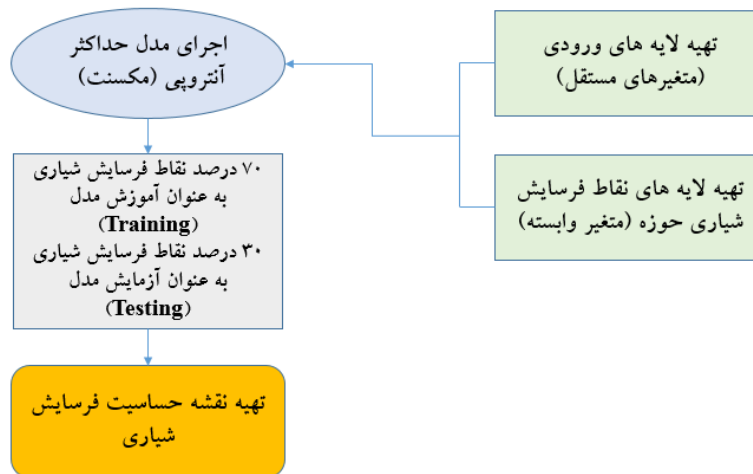 تهیه لایه های ورودی
(متغیرهای مستقل)
تهیه لایه های نقاط فرسایش
شیاری حوزه (متغیر وابسته)
اجرای مدل حداکثر
آنتروپی (مکسنت)
۷۰ درصد نقاط فرسایش شیاری
به عنوان آموزش مدل
(Training)
۳۰ درصد نقاط فرسایش شیاری
به عنوان آزمایش مدل
(Testing)
تهیه نقشه حساسیت فرسایش
شیاری